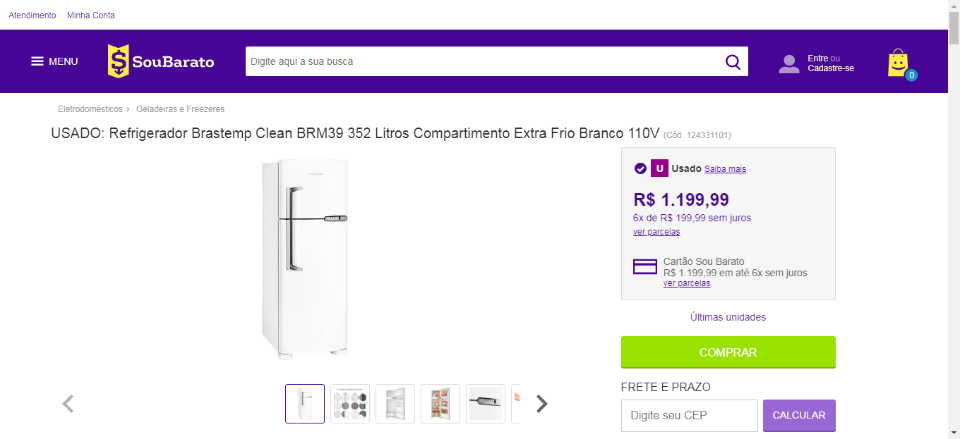 Atendimento Minha Conta
MENU
SouBarato
Digite aqui a sua busca
Entre ou
Cadastre-se
0
Eletrodomésticos › Geladeiras e Freezeres
USADO: Refrigerador Brastemp Clean BRM39 352 Litros Compartimento Extra Frio Branco 110V (Cód. 124331101)
U Usado Saiba mais
R$ 1.199,99
6x de R$ 199,99 sem juros
ver parcelas
Cartão Sou Barato
R$ 1.199,99 em até 6x sem juros
ver parcelas
Últimas unidades
COMPRAR
FRETE E PRAZO
Digite seu CEP
CALCULAR